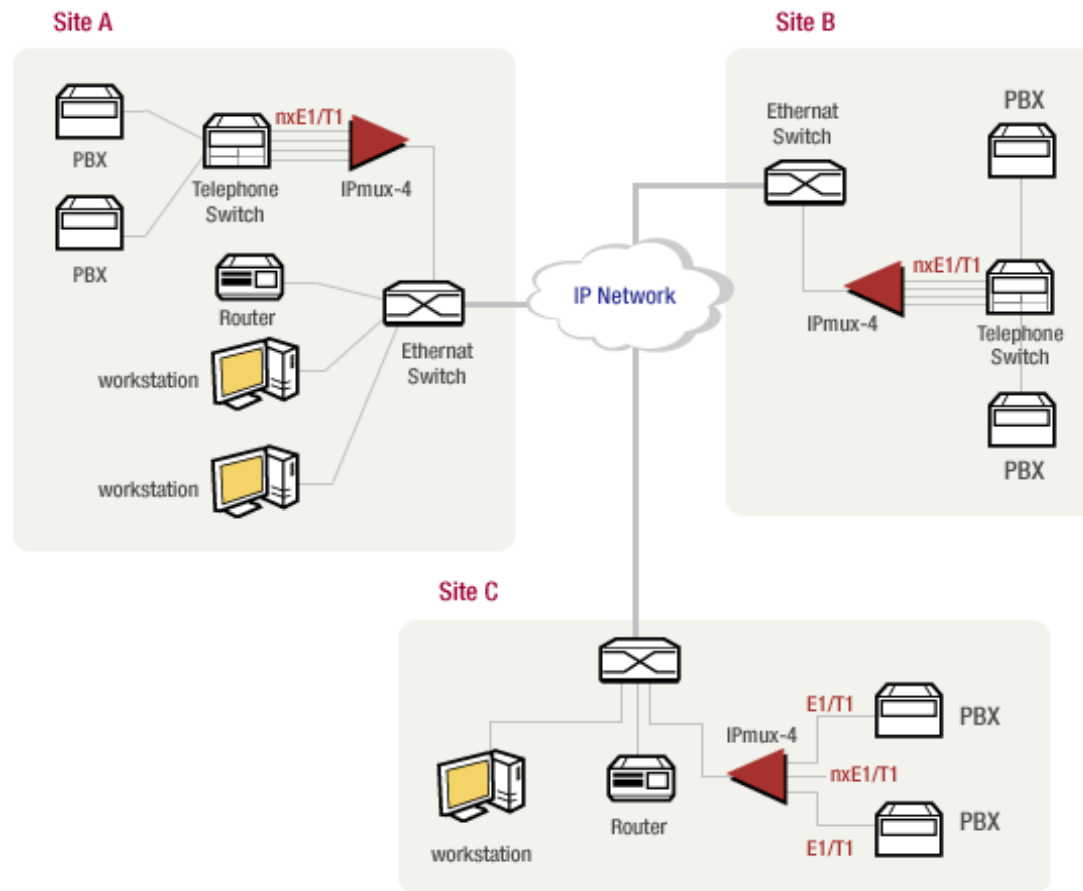 Site A
PBX
PBX
nxE1/T1
Telephone
Switch
IPmux-4
Router
workstation
workstation
Ethernat
Switch
IP Network
Site B
Ethernat
Switch
PBX
nxE1/T1
IPmux-4
Telephone
Switch
PBX
Site C
workstation
Router
IPmux-4
E1/T1
PBX
nxE1/T1
E1/T1
PBX